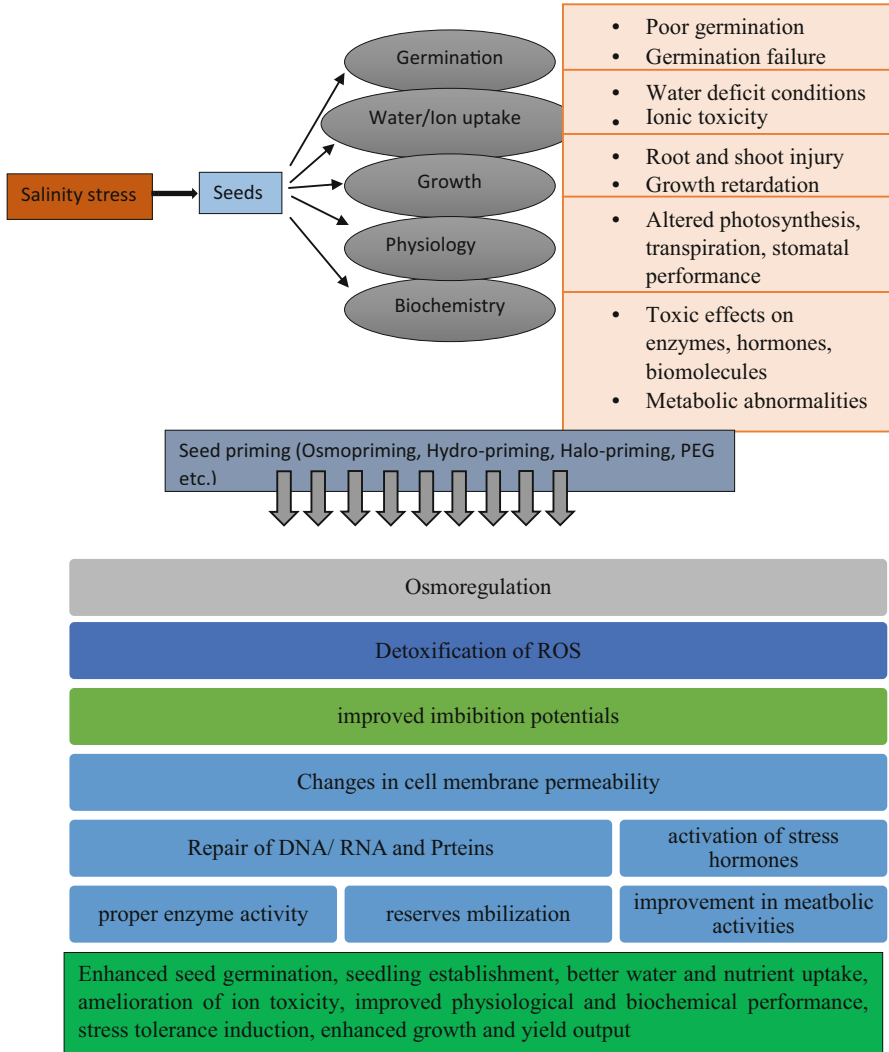 Salinity stress
Seeds
Germination
Water/Ion uptake
Growth
Physiology
Biochemistry
• Poor germination
• Germination failure
• Water deficit conditions
• Ionic toxicity
• Root and shoot injury
• Growth retardation
• Altered photosynthesis,
transpiration, stomatal
performance
• Toxic effects on
enzymes, hormones,
biomolecules
• Metabolic abnormalities
Seed priming (Osmopriming, Hydro-priming, Halo-priming, PEG
etc.)
Osmoregulation
Detoxification of ROS
improved imbibition potentials
Changes in cell membrane permeability
Repair of DNA/ RNA and Prteins
activation of stress
hormones
proper enzyme activity
reserves mbilization
improvement in meatbolic
activities
Enhanced seed germination, seedling establishment, better water and nutrient uptake,
amelioration of ion toxicity, improved physiological and biochemical performance,
stress tolerance induction, enhanced growth and yield output